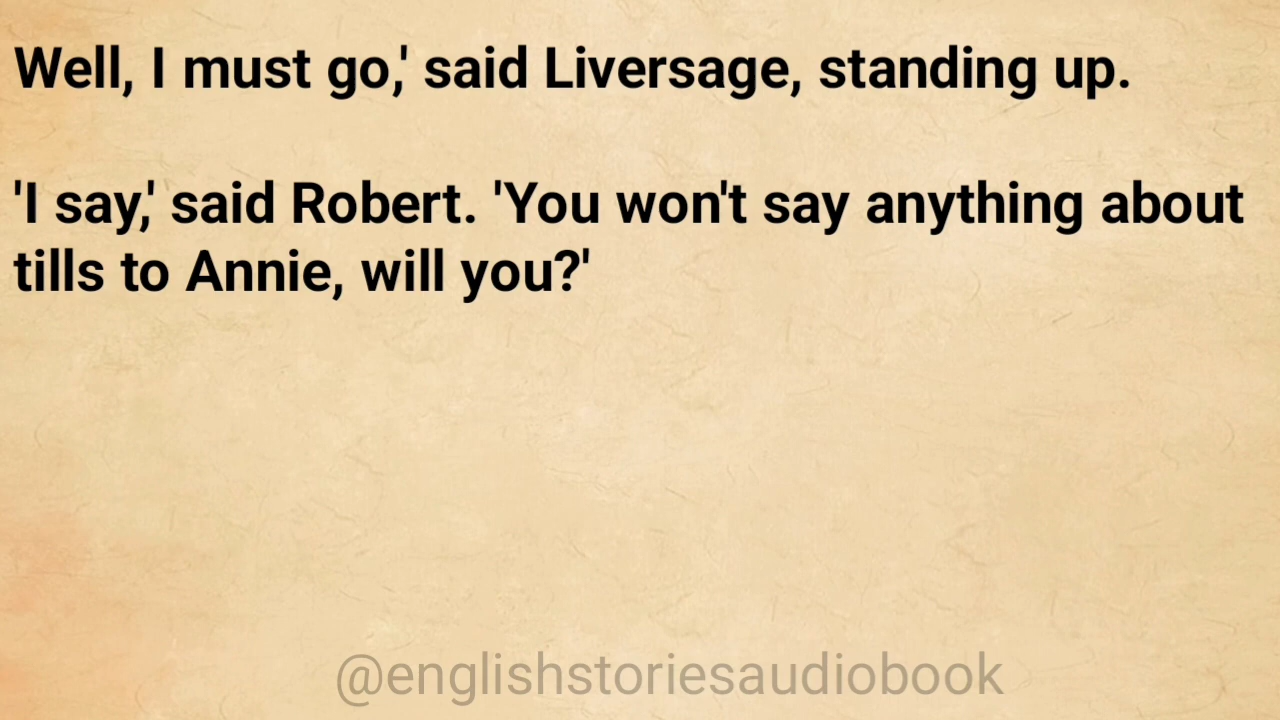 Well, I must go,' said Liversage, standing up.
'I say,' said Robert. 'You won't say anything about
tills to Annie, will you?'
@englishstoriesaudiobook